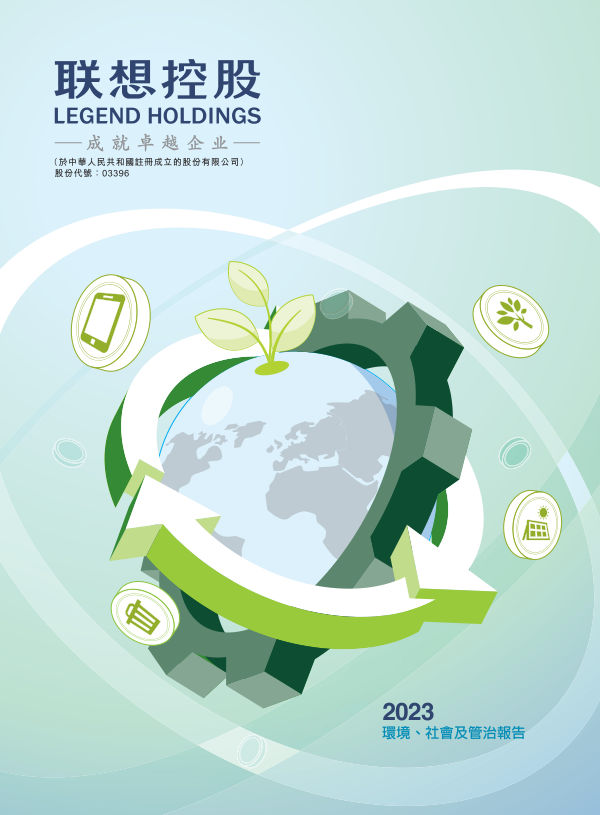 联想控股
LEGEND HOLDINGS
成就卓越企业
（於中華人民共和國註冊成立的股份有限公司）
股份代號：03396
2023
環境、社會及管治報告